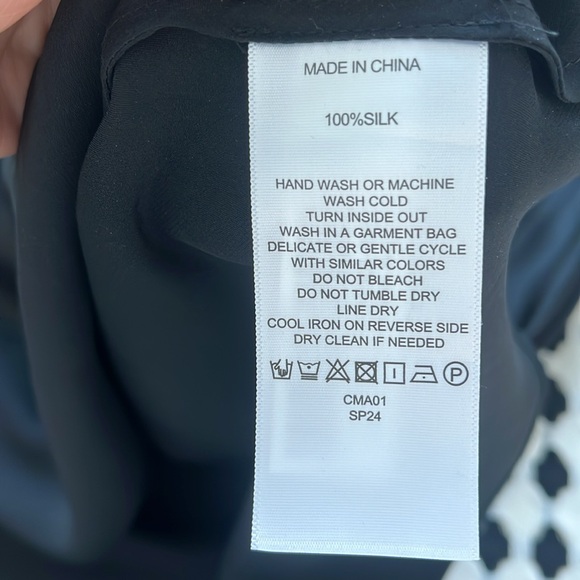 MADE IN CHINA
100%SILK
HAND WASH OR MACHINE
WASH COLD
TURN INSIDE OUT
WASH IN A GARMENT BAG
DELICATE OR GENTLE CYCLE
WITH SIMILAR COLORS
DO NOT BLEACH
DO NOT TUMBLE DRY
LINE DRY
COOL IRON ON REVERSE SIDE
DRY CLEAN IF NEEDED
P
CMA01
SP24